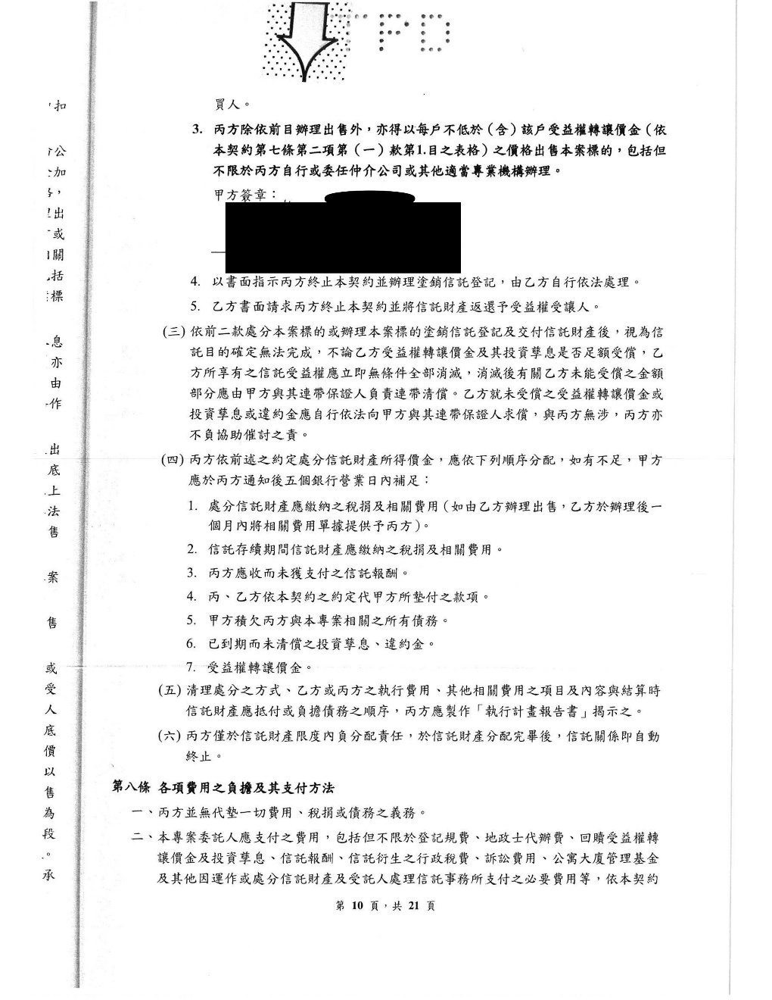 TPD
買人。
3. 丙方除依前目辦理出售外，亦得以每戶不低於（含）該戶受益權轉讓價金（依
本契約第七條第二項第（一）款第1.目之表格）之價格出售本案標的，包括但
不限於丙方自行或委任仲介公司或其他適當專業機構辦理。
甲方簽章：
4. 以書面指示丙方終止本契約並辦理塗銷信託登記，由乙方自行依法處理。
5. 乙方書面請求丙方終止本契約並將信託財產返還予受益權受讓人。
(三) 依前二款處分本案標的或辦理本案標的塗銷信託登記及交付信託財產後，視為信
託目的確定無法完成，不論乙方受益權轉讓價金及其投資孳息是否足額受償，乙
方所享有之信託受益權應立即無條件全部消滅，消滅後有關乙方未能受償之金額
部分應由甲方與其連帶保證人負責連帶清償。乙方就未受償之受益權轉讓價金或
投資孳息或違約金應自行依法向甲方與其連帶保證人求償，與丙方無涉，丙方亦
不負協助催討之責。
(四) 丙方依前述之約定處分信託財產所得價金，應依下列順序分配，如有不足，甲方
應於丙方通知後五個銀行營業日內補足：
1. 處分信託財產應繳納之稅捐及相關費用（如由乙方辦理出售，乙方於辦理後一
個月內將相關費用單據提供予丙方）。
2. 信託存續期間信託財產應繳納之稅捐及相關費用。
3. 丙方應收而未獲支付之信託報酬。
4. 丙、乙方依本契約之約定代甲方所墊付之款項。
5. 甲方積欠丙方與本專案相關之所有債務。
6. 已到期而未清償之投資孳息、違約金。
7. 受益權轉讓價金。
(五) 清理處分之方式、乙方或丙方之執行費用、其他相關費用之項目及內容與結算時
信託財產應抵付或負擔債務之順序，丙方應製作「執行計畫報告書」揭示之。
(六) 丙方僅於信託財產限度內負分配責任，於信託財產分配完畢後，信託關係即自動
終止。
第八條 各項費用之負擔及其支付方法
一、丙方並無代墊一切費用、稅捐或債務之義務。
二、本專案委託人應支付之費用，包括但不限於登記規費、地政士代辦費、回贖受益權轉
讓價金及投資孳息、信託報酬、信託衍生之行政稅費、訴訟費用、公寓大廈管理基金
及其他因運作或處分信託財產及受託人處理信託事務所支付之必要費用等，依本契約
第 10 頁，共 21 頁
扣
公
加
，
出
或
關
括
標
息
亦
由
作
出
底
上
法
售
案
售
或
受
人
底
價
以
售
為
段
。
承